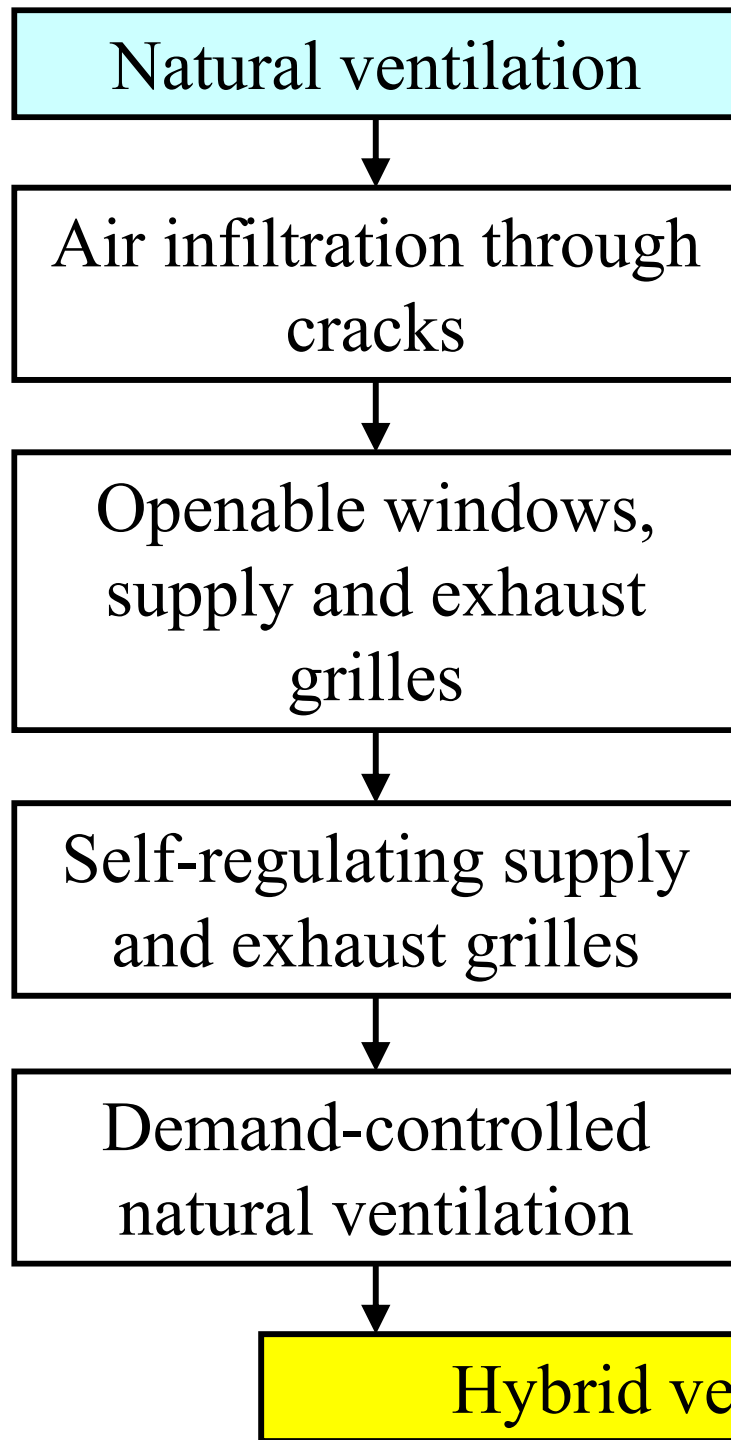 Natural ventilation
Air infiltration through
cracks
Openable windows,
supply and exhaust
grilles
Self-regulating supply
and exhaust grilles
Demand-controlled
natural ventilation
Hybrid ve